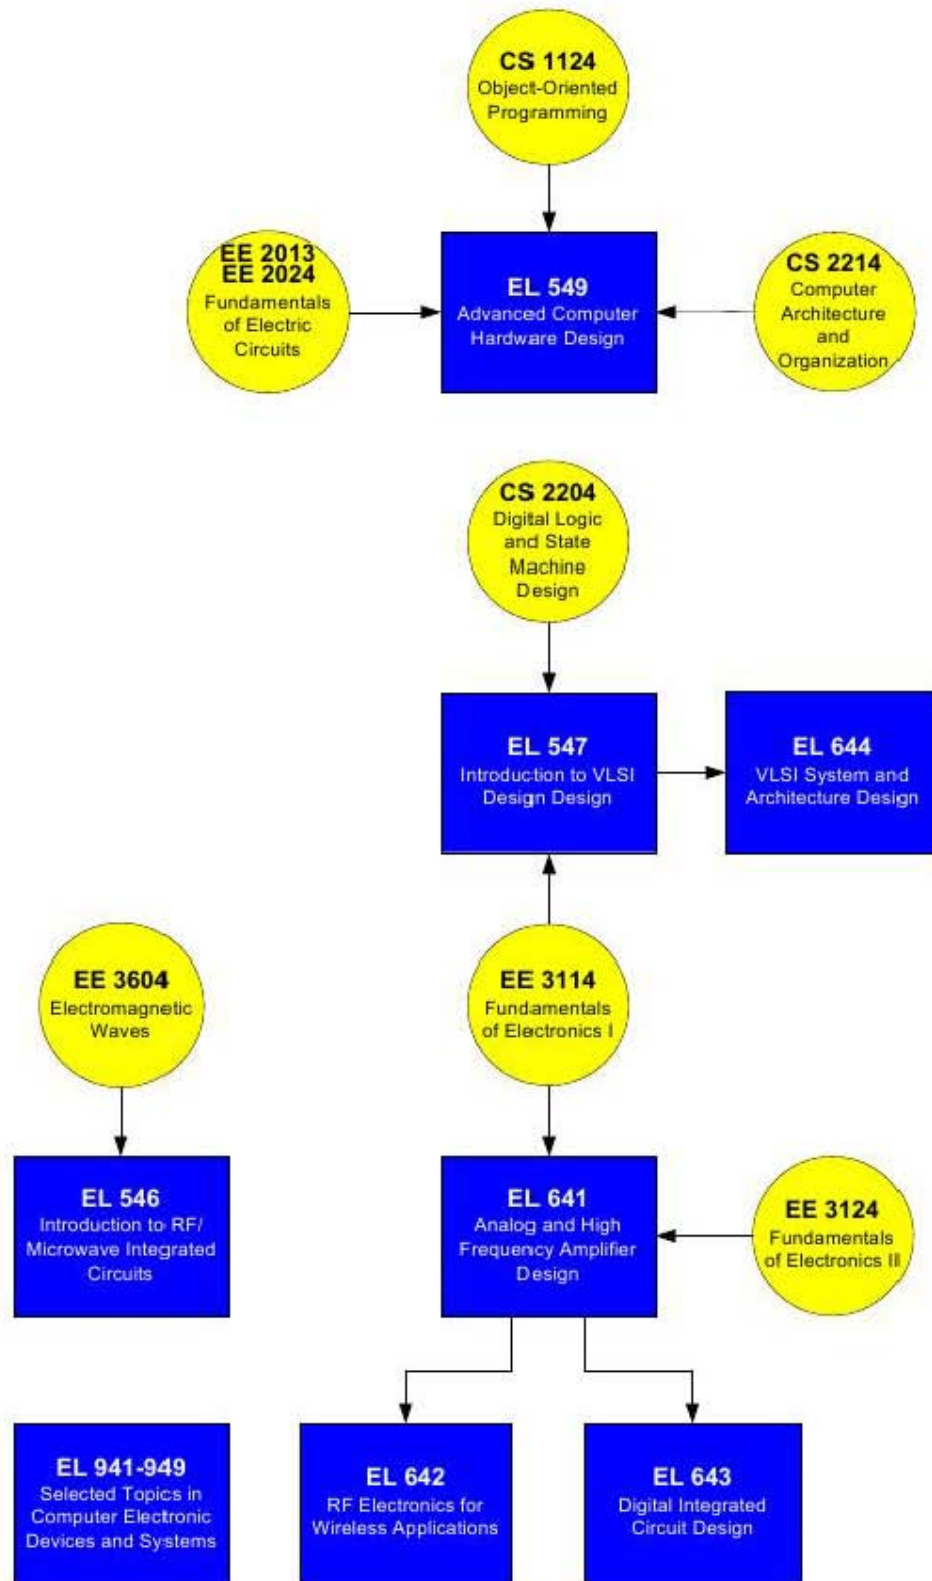 CS 1124
Object-Oriented
Programming
EE 2013
EE 2024
Fundamentals
of Electric
Circuits
EL 549
Advanced Computer
Hardware Design
CS 2214
Computer
Architecture
and
Organization
CS 2204
Digital Logic
and State
Machine
Design
EL 547
Introduction to VLSI
Design Design
EL 644
VLSI System and
Architecture Design
EE 3604
Electromagnetic
Waves
EE 3114
Fundamentals
of Electronics I
EL 546
Introduction to RF/
Microwave Integrated
Circuits
EL 641
Analog and High
Frequency Amplifier
Design
EE 3124
Fundamentals
of Electronics II
EL 941-949
Selected Topics in
Computer Electronic
Devices and Systems
EL 642
RF Electronics for
Wireless Applications
EL 643
Digital Integrated
Circuit Design